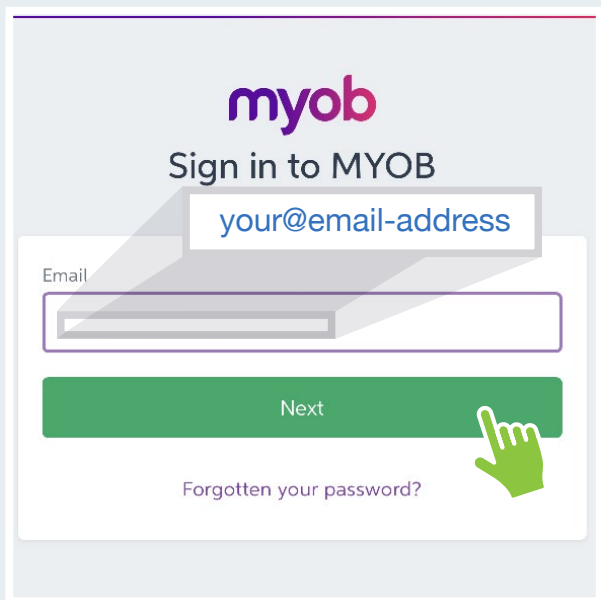 myob
Sign in to MYOB
your@email-address
Email
Next
Forgotten your password?